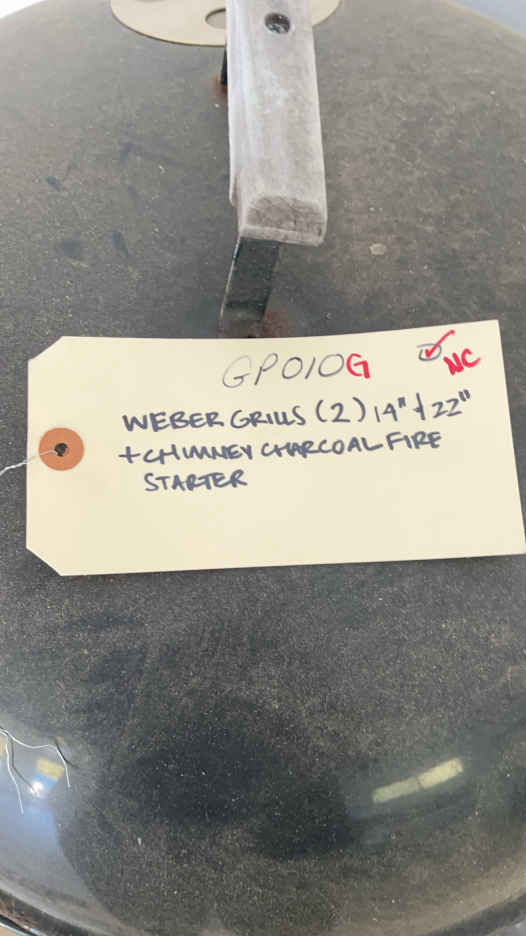 GP010G NC
WEBER GRILLS (2) 14" + 22"
+ CHIMNEY CHARCOAL FIRE
STARTER